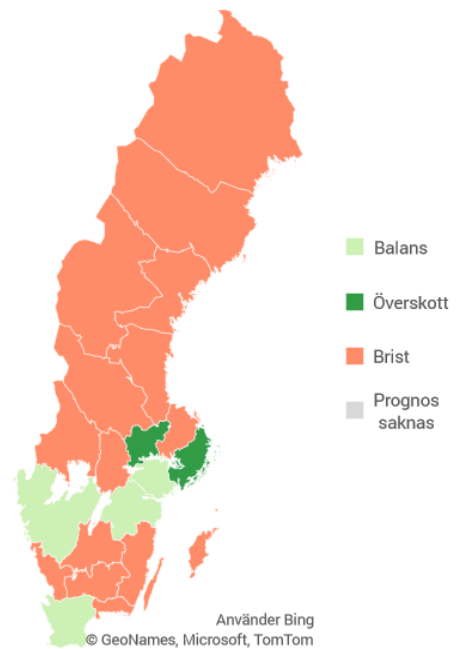 Balans
Överskott
Brist
Prognos
saknas
Använder Bing
© GeoNames, Microsoft, TomTom